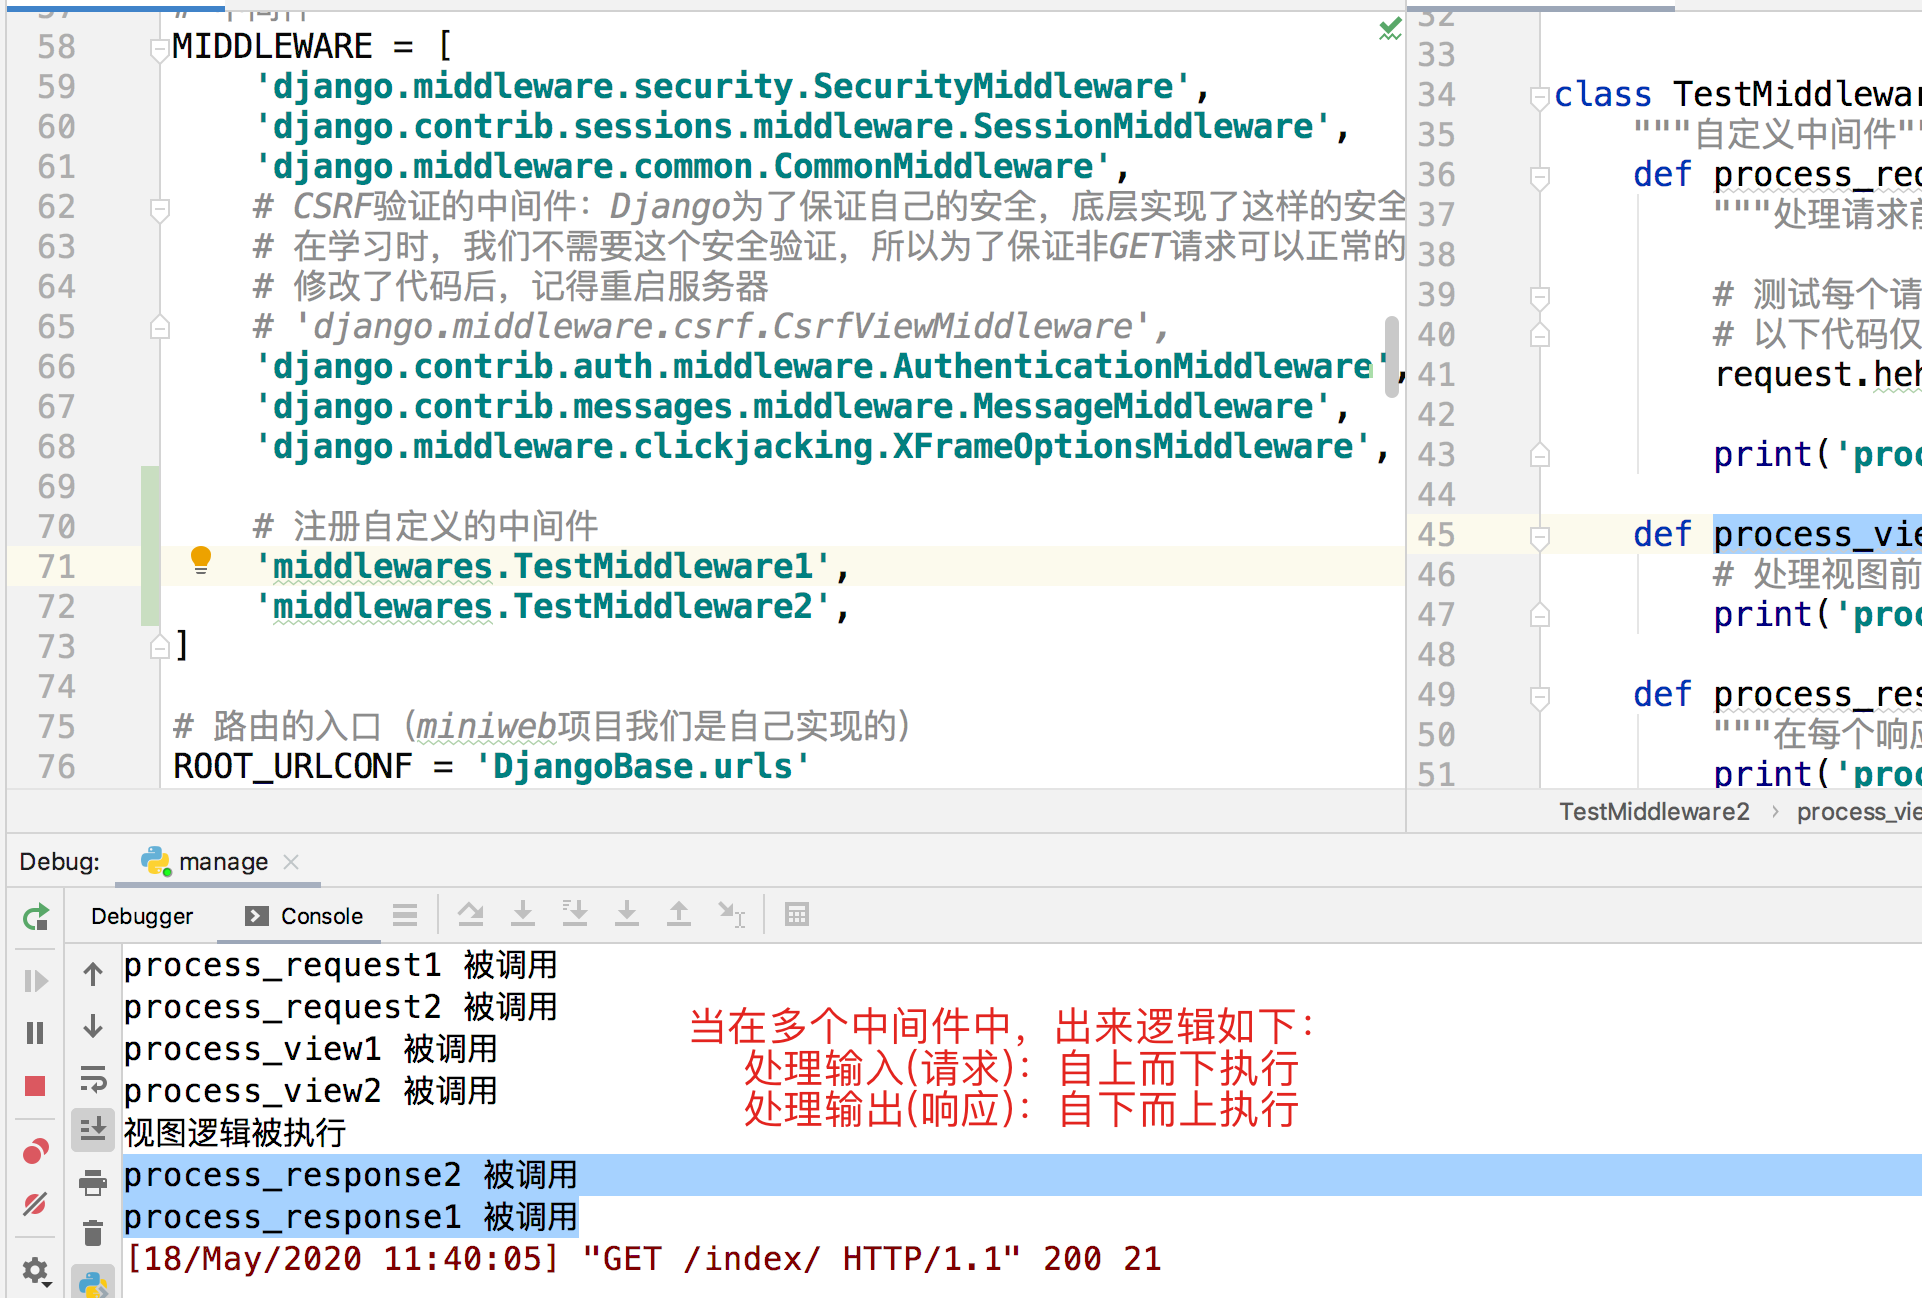 58 MIDDLEWARE = [
59 'django.middleware.security.SecurityMiddleware',
60 'django.contrib.sessions.middleware.SessionMiddleware',
61 'django.middleware.common.CommonMiddleware',
62 # CSRF验证的中间件：Django为了保证自己的安全，底层实现了这样的安全
63 # 在学习时，我们不需要这个安全验证，所以为了保证非GET请求可以正常的
64 # 修改了代码后，记得重启服务器
65 # 'django.middleware.csrf.CsrfViewMiddleware',
66 'django.contrib.auth.middleware.AuthenticationMiddleware',
67 'django.contrib.messages.middleware.MessageMiddleware',
68 'django.middleware.clickjacking.XFrameOptionsMiddleware',
69
70 # 注册自定义的中间件
71 'middlewares.TestMiddleware1',
72 'middlewares.TestMiddleware2',
73 ]
74
75 # 路由的入口（miniweb项目我们是自己实现的）
76 ROOT_URLCONF = 'DjangoBase.urls'
32
33
34 class TestMiddlewar
35 """自定义中间件""
36 def process_req
37 """处理请求前
38
39 # 测试每个请
40 # 以下代码仅
41 request.heh
42
43 print('proc
44
45 def process_vie
46 # 处理视图前
47 print('proc
48
49 def process_res
50 """在每个响应
51 print('proc
TestMiddleware2 › process_vie
Debug: manage
Debugger Console
process_request1 被调用
process_request2 被调用
process_view1 被调用
process_view2 被调用
视图逻辑被执行
process_response2 被调用
process_response1 被调用
[18/May/2020 11:40:05] "GET /index/ HTTP/1.1" 200 21
当在多个中间件中，出来逻辑如下：
处理输入(请求)：自上而下执行
处理输出(响应)：自下而上执行